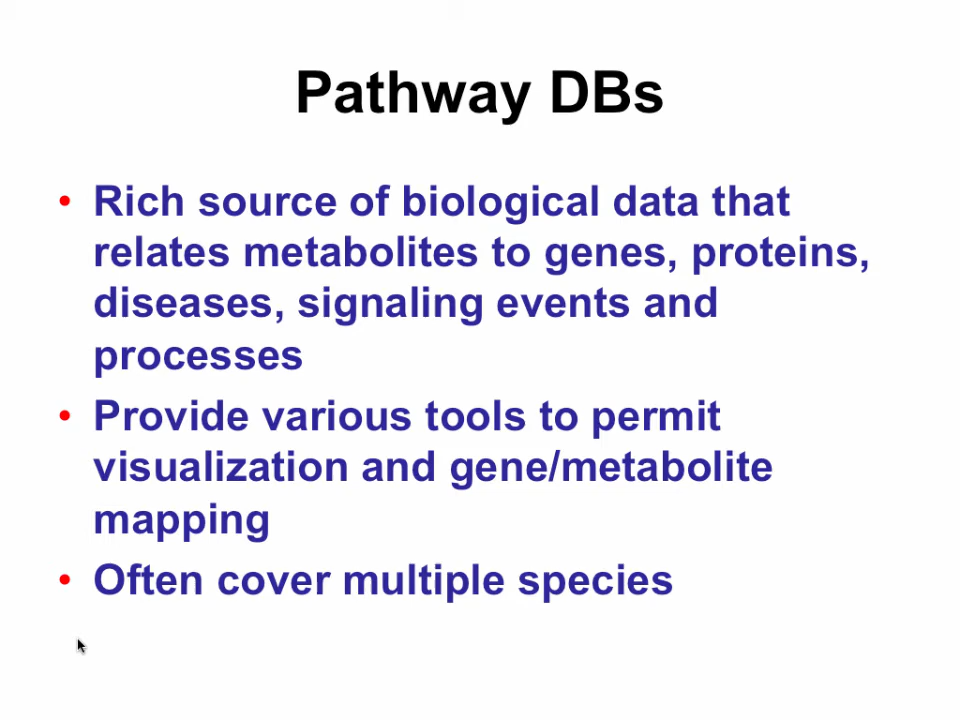 Pathway DBs
• Rich source of biological data that
relates metabolites to genes, proteins,
diseases, signaling events and
processes
• Provide various tools to permit
visualization and gene/metabolite
mapping
• Often cover multiple species